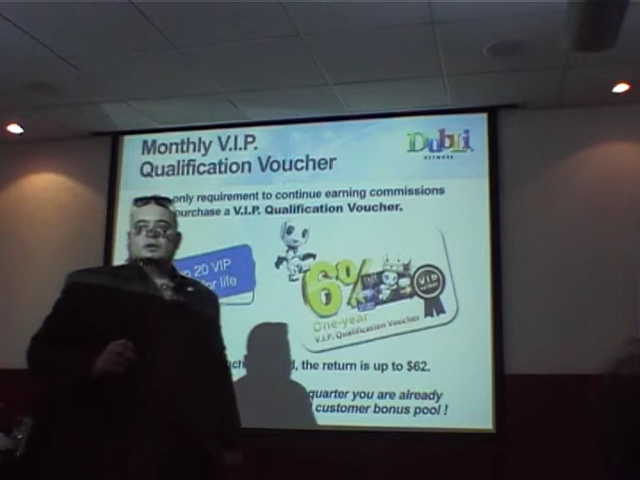 Monthly V.I.P.
Qualification Voucher
DubLi
NETWORK
only requirement to continue earning commissions
purchase a V.I.P. Qualification Voucher.
20 VIP
for life
6%
VIP
One-year
V.I.P. Qualification Voucher
, the return is up to $62.
quarter you are already
customer bonus pool !